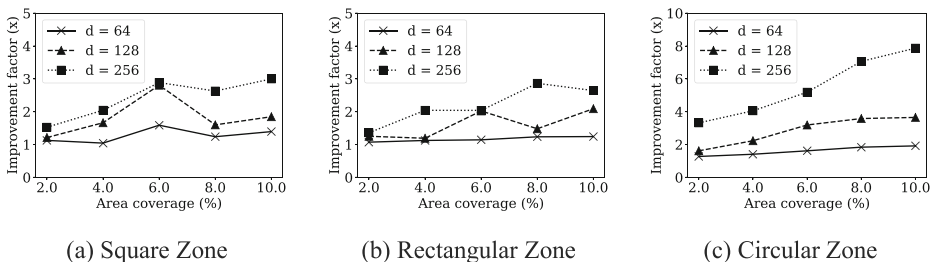 Improvement factor (x)
5
4
3
2
1
0
d = 64
d = 128
d = 256
2.0 4.0 6.0 8.0 10.0
Area coverage (%)
(a) Square Zone
Improvement factor (x)
5
4
3
2
1
0
d = 64
d = 128
d = 256
2.0 4.0 6.0 8.0 10.0
Area coverage (%)
(b) Rectangular Zone
Improvement factor (x)
10
8
6
4
2
0
d = 64
d = 128
d = 256
2.0 4.0 6.0 8.0 10.0
Area coverage (%)
(c) Circular Zone